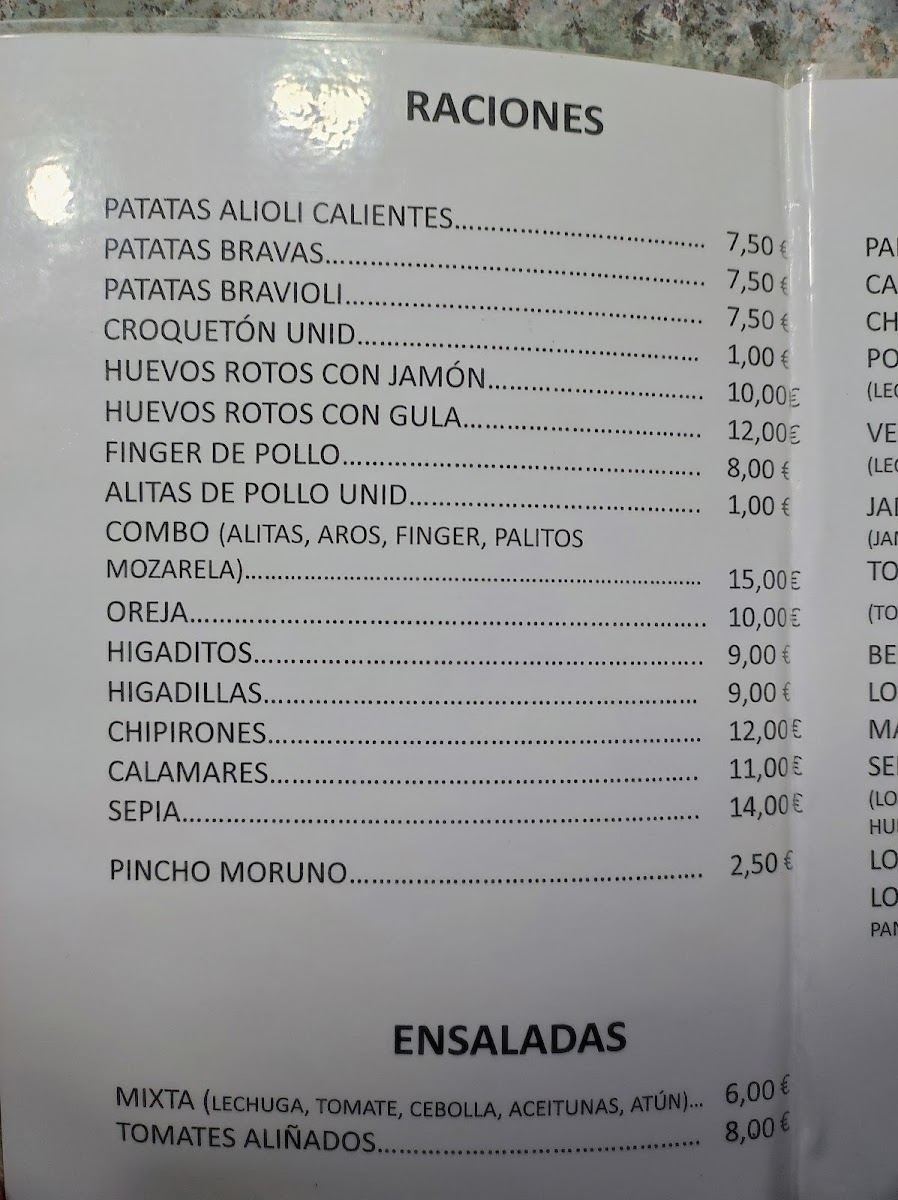 RACIONES
PATATAS ALIOLI CALIENTES........................................ 7,50 €
PATATAS BRAVAS............................................................ 7,50 €
PATATAS BRAVIOLI........................................................ 7,50 €
CROQUETÓN UNID...................................................... 1,00 €
HUEVOS ROTOS CON JAMÓN.................................. 10,00€
HUEVOS ROTOS CON GULA..................................... 12,00€
FINGER DE POLLO........................................................ 8,00 €
ALITAS DE POLLO UNID.............................................. 1,00 €
COMBO (ALITAS, AROS, FINGER, PALITOS
MOZARELA)....................................................................... 15,00€
OREJA................................................................................. 10,00€
HIGADITOS...................................................................... 9,00 €
HIGADILLAS.................................................................... 9,00 €
CHIPIRONES................................................................... 12,00€
CALAMARES................................................................... 11,00€
SEPIA................................................................................. 14,00€
PINCHO MORUNO....................................................... 2,50 €
ENSALADAS
MIXTA (LECHUGA, TOMATE, CEBOLLA, ACEITUNAS, ATÚN)... 6,00 €
TOMATES ALIÑADOS.................................................. 8,00 €